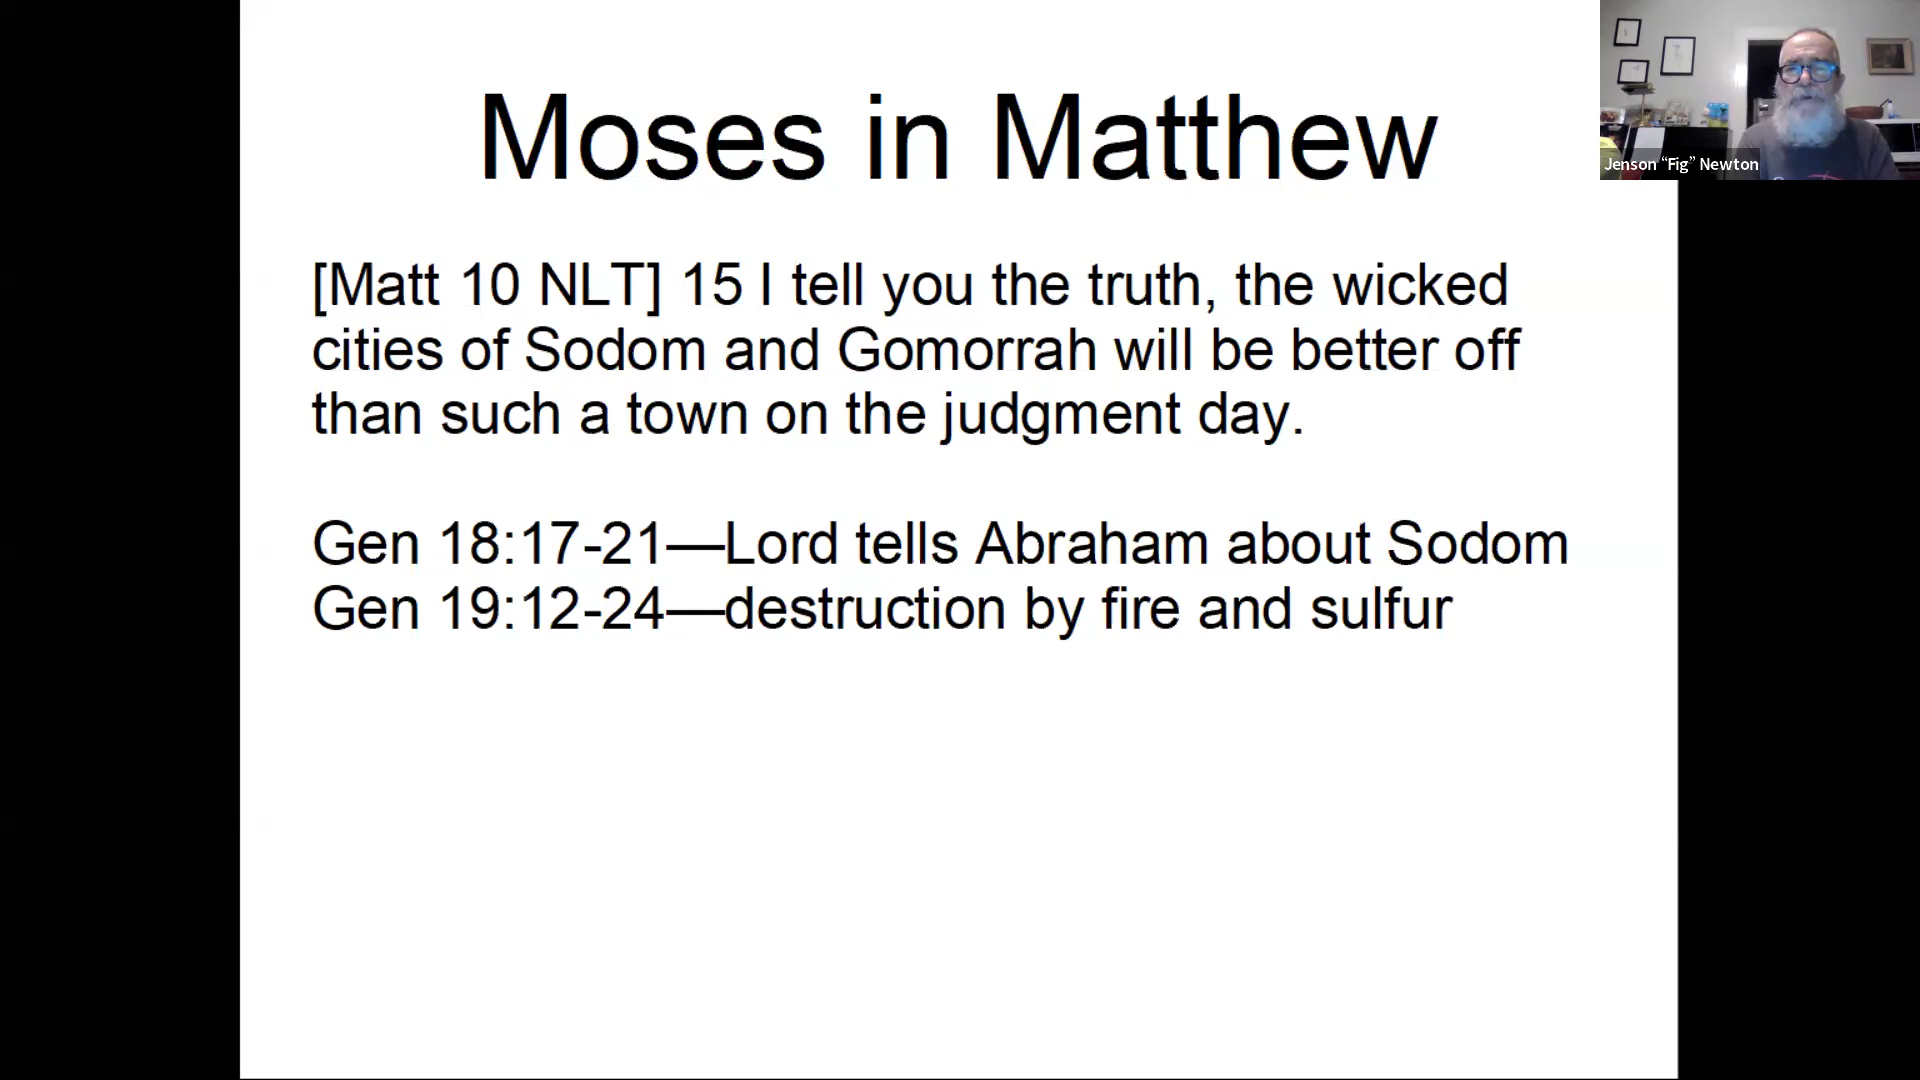 Moses in Matthew
Jenson “Fig” Newton
[Matt 10 NLT] 15 I tell you the truth, the wicked
cities of Sodom and Gomorrah will be better off
than such a town on the judgment day.
Gen 18:17-21—Lord tells Abraham about Sodom
Gen 19:12-24—destruction by fire and sulfur